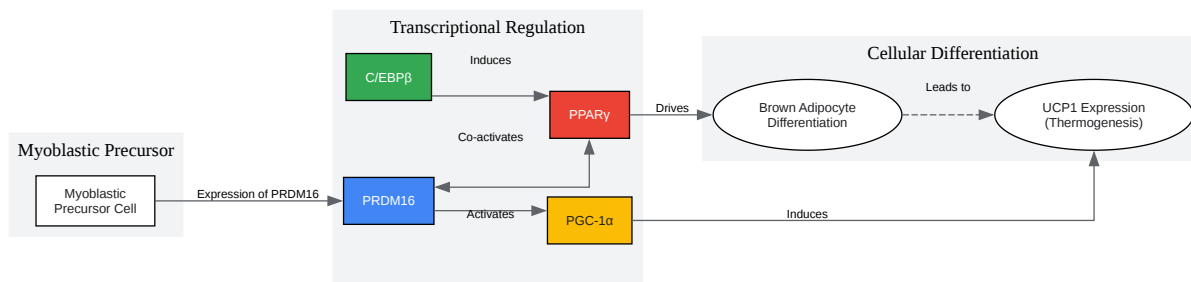 Transcriptional Regulation
C/EBPβ
Induces
PPARγ
Co-activates
PRDM16
Activates
PGC-1α
Myoblastic Precursor
Myoblastic
Precursor Cell
Expression of PRDM16
Cellular Differentiation
Drives
Brown Adipocyte
Differentiation
Leads to
UCP1 Expression
(Thermogenesis)
Induces